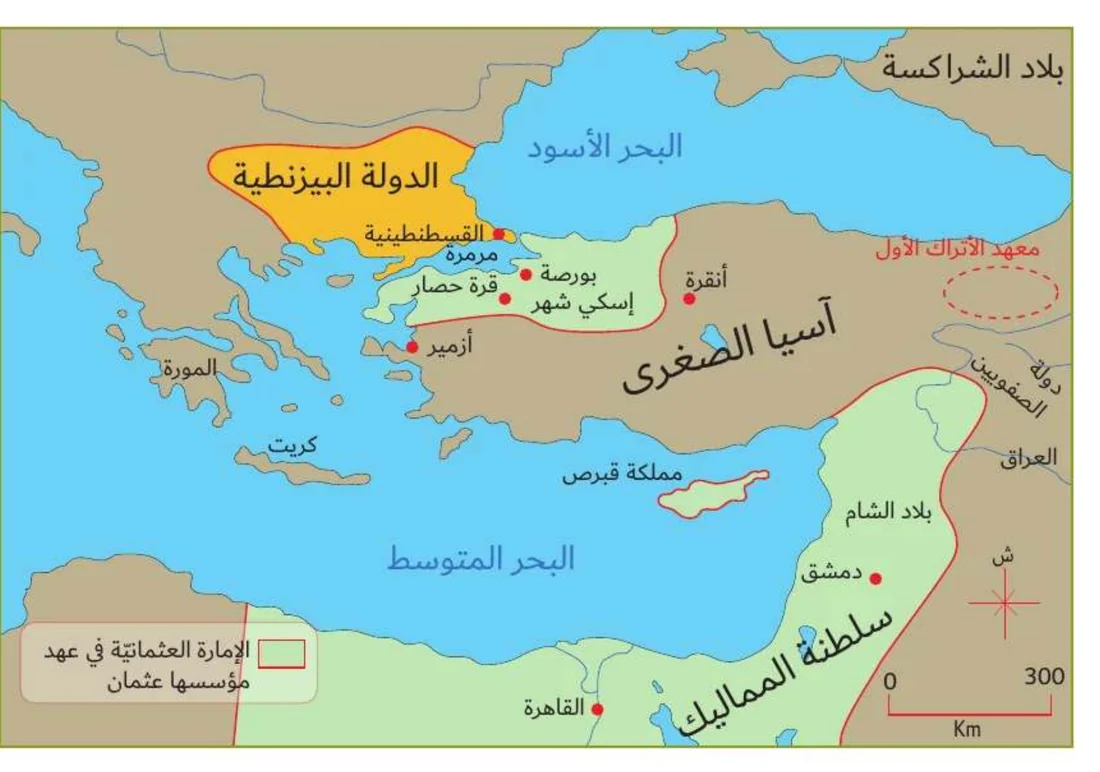 بلاد الشراكسة
البحر الأسود
الدولة البيزنطية
القسطنطينية
مرمرة
معهد الأتراك الأول
أنقرة
بورصة
قرة حصار
إسكي شهر
آسيا الصغرى
أزمير
المورة
دولة
الصفويين
كريت
العراق
مملكة قبرص
بلاد الشام
البحر المتوسط
ش
دمشق
سلطنة المماليك
الإمارة العثمانيّة في عهد
مؤسسها عثمان
القاهرة
0 300
Km